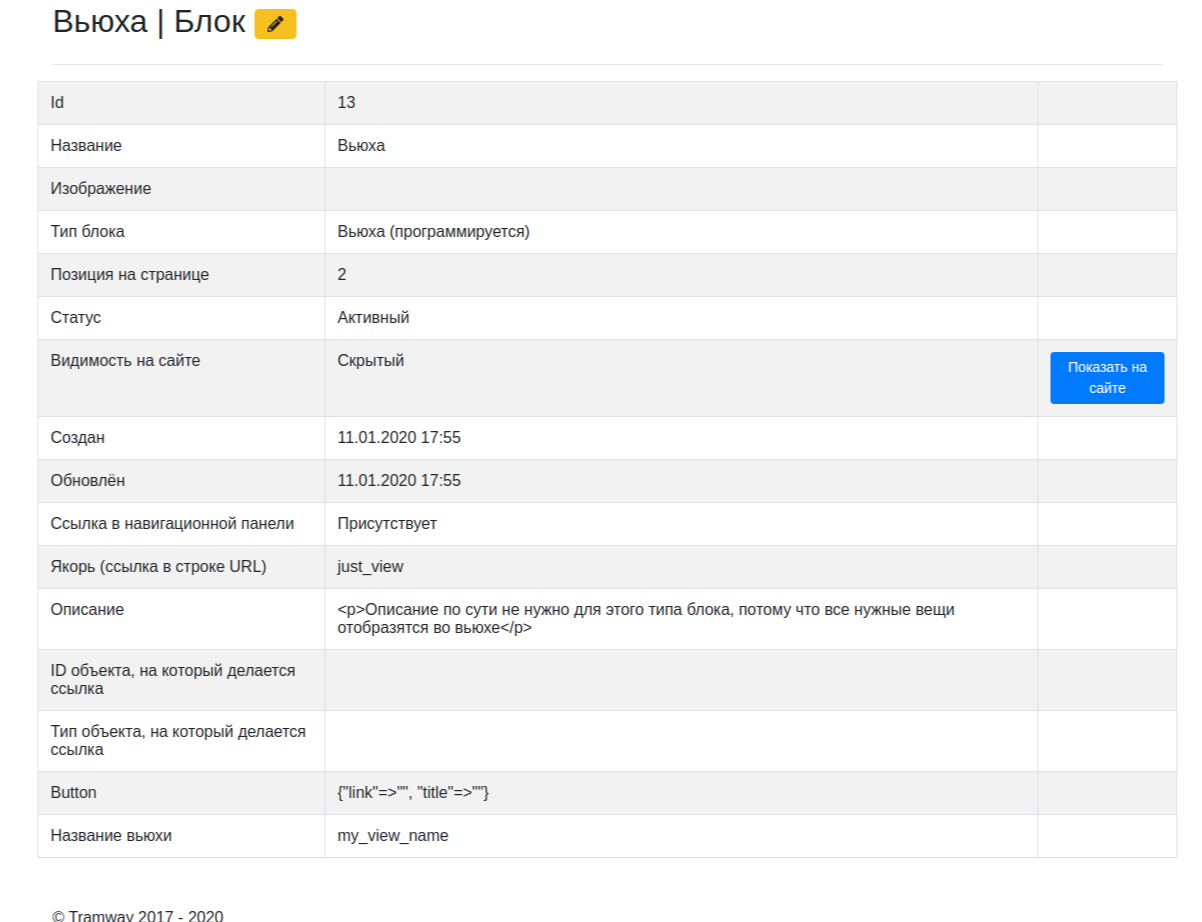 Вьюха | Блок
Id 13
Название Вьюха
Изображение
Тип блока Вьюха (программируется)
Позиция на странице 2
Статус Активный
Видимость на сайте Скрытый Показать на
сайте
Создан 11.01.2020 17:55
Обновлён 11.01.2020 17:55
Ссылка в навигационной панели Присутствует
Якорь (ссылка в строке URL) just_view
Описание <p>Описание по сути не нужно для этого типа блока, потому что все нужные вещи
отобразятся во вьюхе</p>
ID объекта, на который делается
ссылка
Тип объекта, на который делается
ссылка
Button {"link"=>"", "title"=>""}
Название вьюхи my_view_name
© Tramway 2017 - 2020